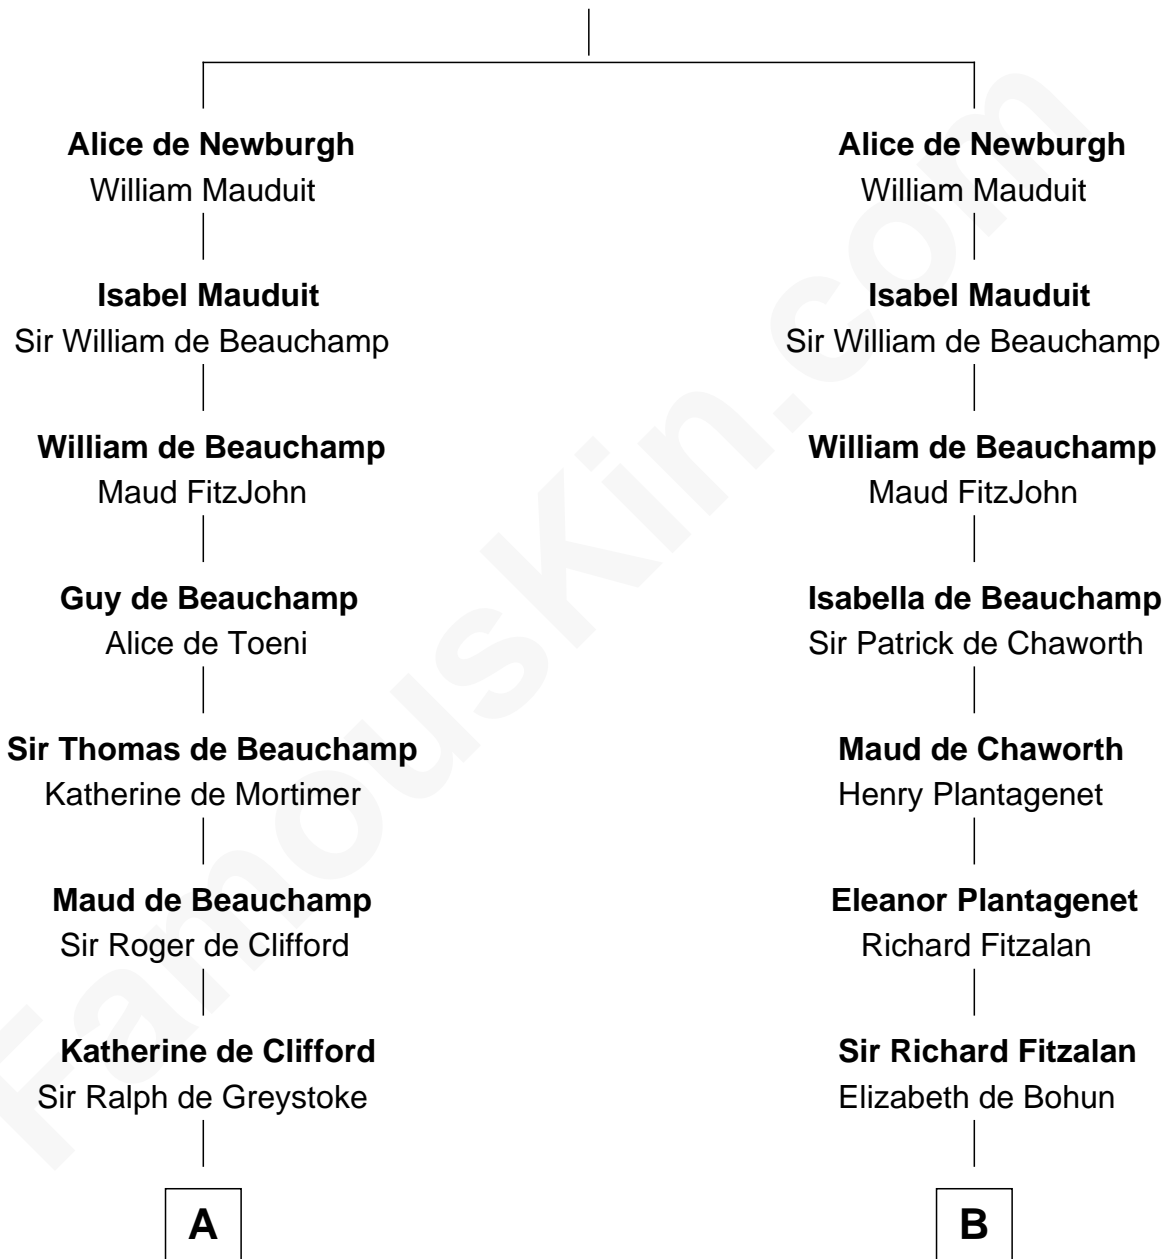 Alice de Newburgh
William Mauduit
Isabel Mauduit
Sir William de Beauchamp
William de Beauchamp
Maud FitzJohn
Guy de Beauchamp
Alice de Toeni
Sir Thomas de Beauchamp
Katherine de Mortimer
Maud de Beauchamp
Sir Roger de Clifford
Katherine de Clifford
Sir Ralph de Greystoke
A
Alice de Newburgh
William Mauduit
Isabel Mauduit
Sir William de Beauchamp
William de Beauchamp
Maud FitzJohn
Isabella de Beauchamp
Sir Patrick de Chaworth
Maud de Chaworth
Henry Plantagenet
Eleanor Plantagenet
Richard Fitzalan
Sir Richard Fitzalan
Elizabeth de Bohun
B
FamousKin.com